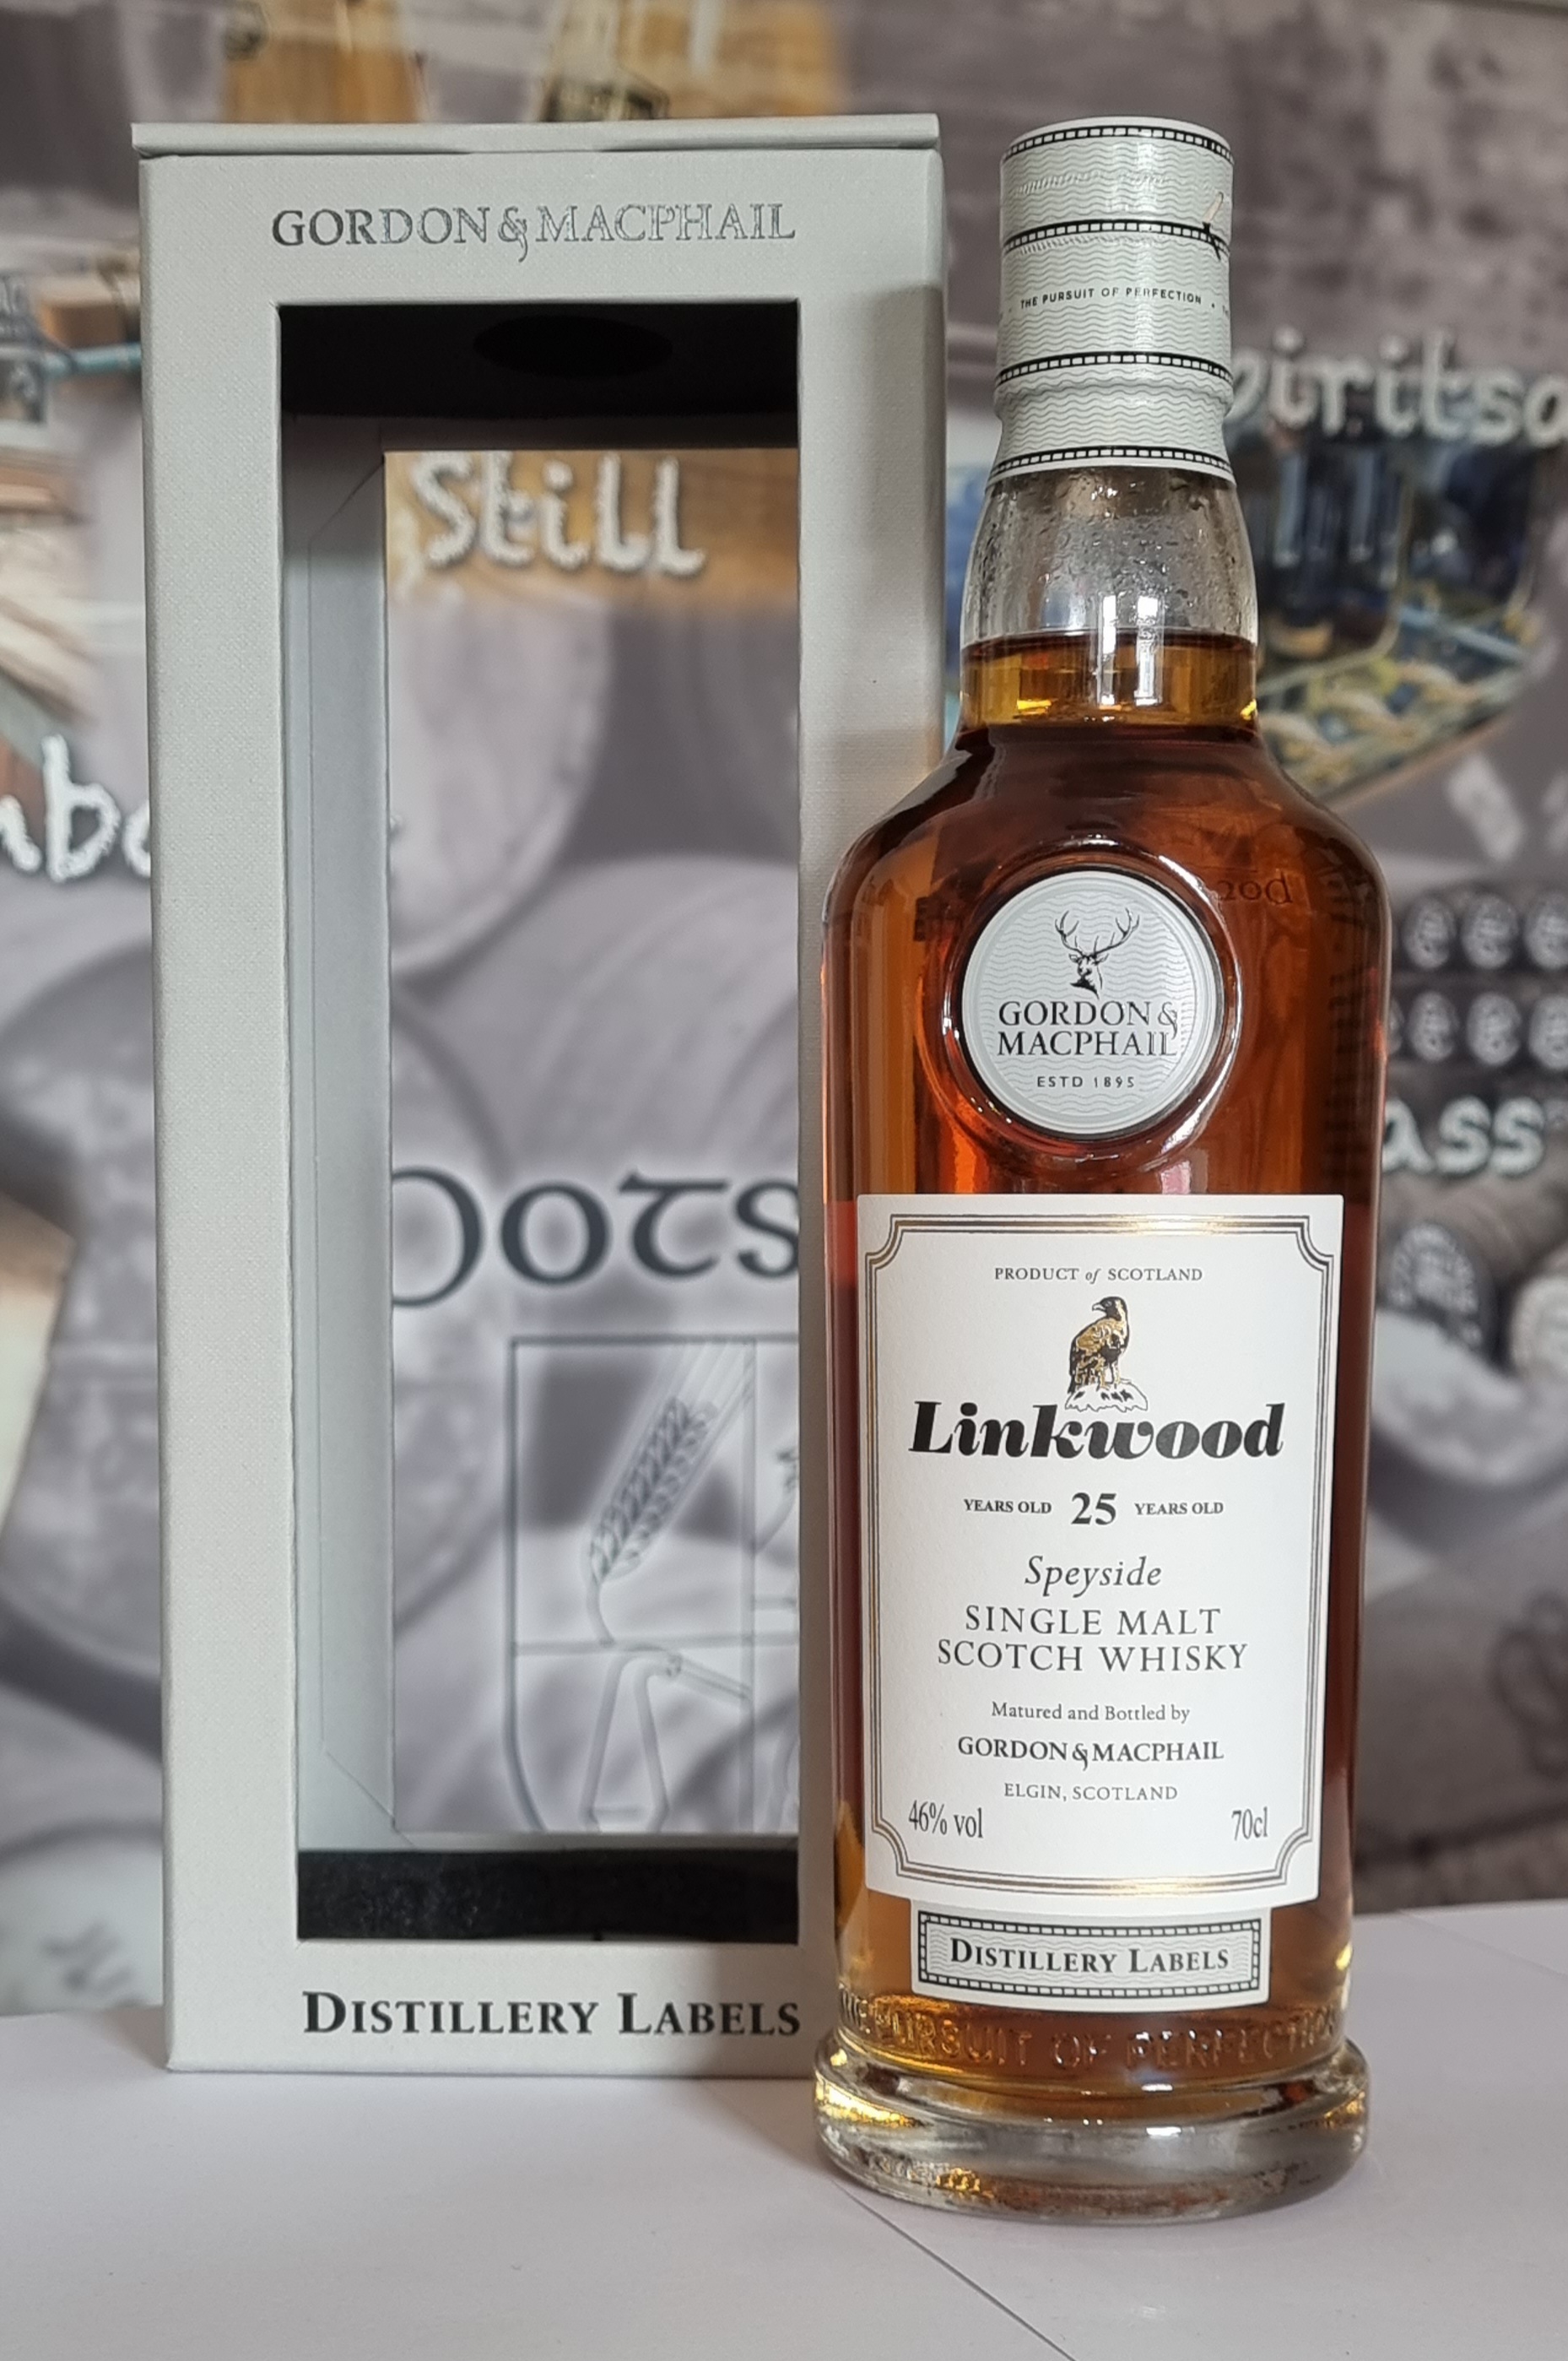 GORDON & MACPHAIL
Still
DISTILLERY LABELS
THE PURSUIT OF PERFECTION
GORDON &
MACPHAIL
ESTD 1895
PRODUCT of SCOTLAND
Linkwood
YEARS OLD 25 YEARS OLD
Speyside
SINGLE MALT
SCOTCH WHISKY
Matured and Bottled by
GORDON & MACPHAIL
ELGIN, SCOTLAND
46% vol 70cl
DISTILLERY LABELS
THE PURSUIT OF PERFECTION